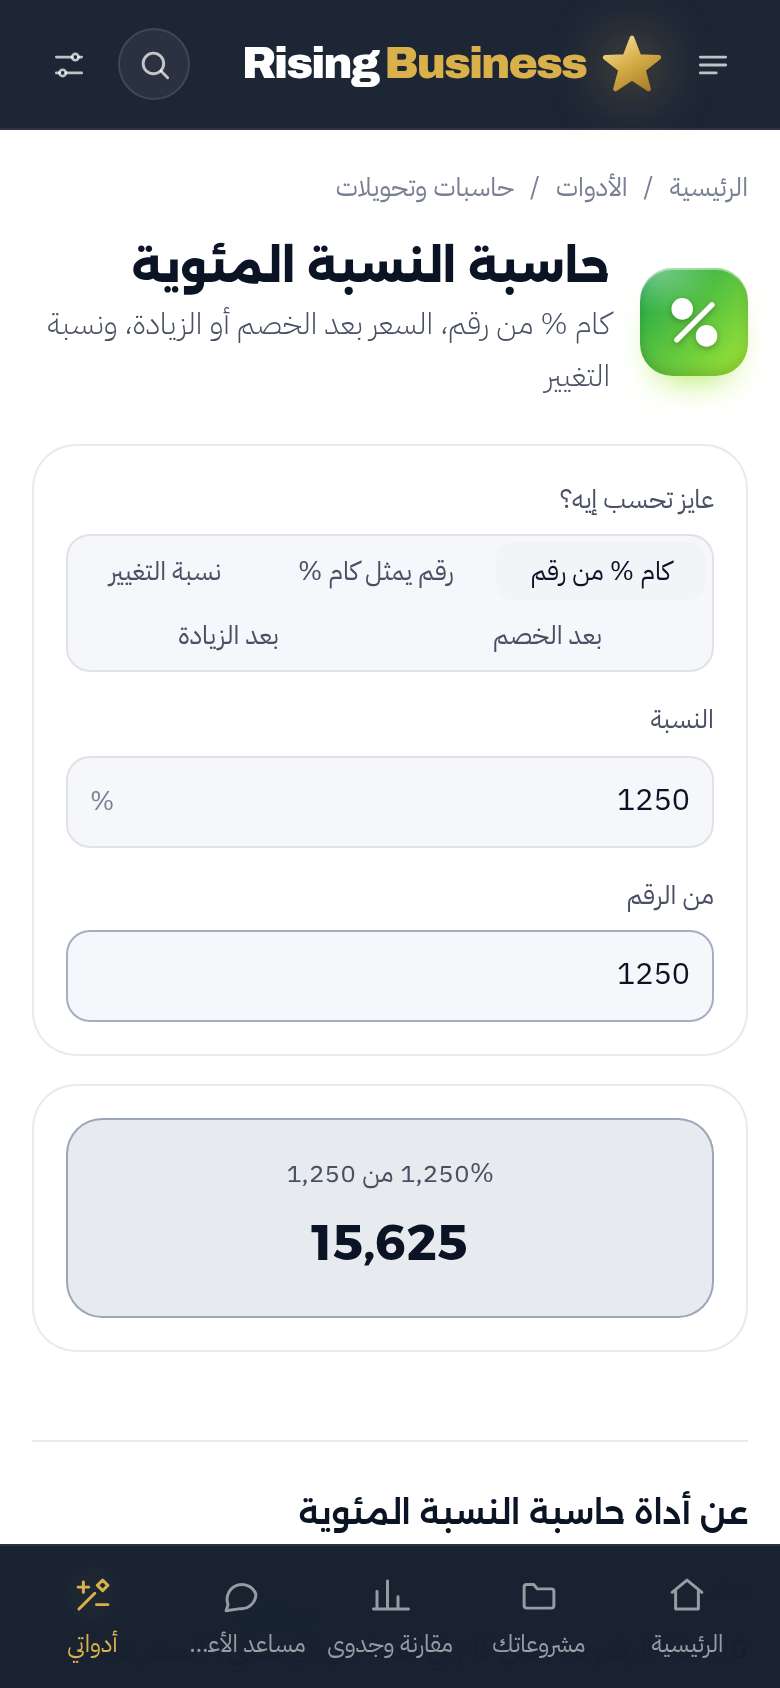 Rising Business
الرئيسية / الأدوات / حاسبات وتحويلات
حاسبة النسبة المئوية
كام % من رقم، السعر بعد الخصم أو الزيادة، ونسبة
التغيير
عايز تحسب إيه؟
كام % من رقم
رقم يمثل كام %
نسبة التغيير
بعد الخصم
بعد الزيادة
النسبة
1250 %
من الرقم
1250
1,250% من 1,250
15,625
عن أداة حاسبة النسبة المئوية
الرئيسية
مشروعاتك
مقارنة وجدوى
مساعد الأع...
أدواتي